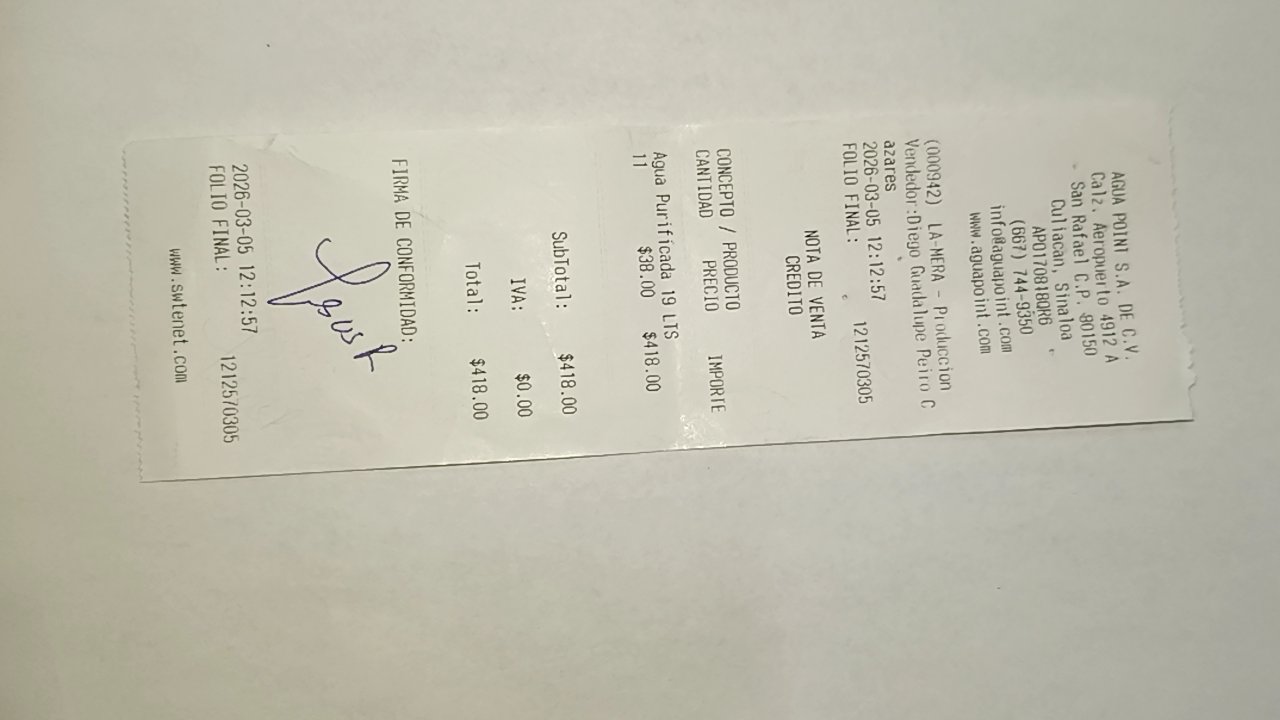 AGUA POINT S.A. DE C.V.
Calz. Aeropuerto 4912 A
San Rafael C.P. 80150
Culiacan, Sinaloa
APO170818QR6
(667) 744-9350
info@aguapoint.com
www.aguapoint.com
(000942) LA-MERA - Produccion
Vendedor:Diego Guadalupe Peiro C
azares
2026-03-05 12:12:57
FOLIO FINAL: 1212570305
NOTA DE VENTA
CREDITO
CONCEPTO / PRODUCTO
CANTIDAD PRECIO IMPORTE
Agua Purificada 19 LTS
11 $38.00 $418.00
SubTotal: $418.00
IVA: $0.00
Total: $418.00
FIRMA DE CONFORMIDAD:
2026-03-05 12:12:57
FOLIO FINAL: 1212570305
www.swtenet.com